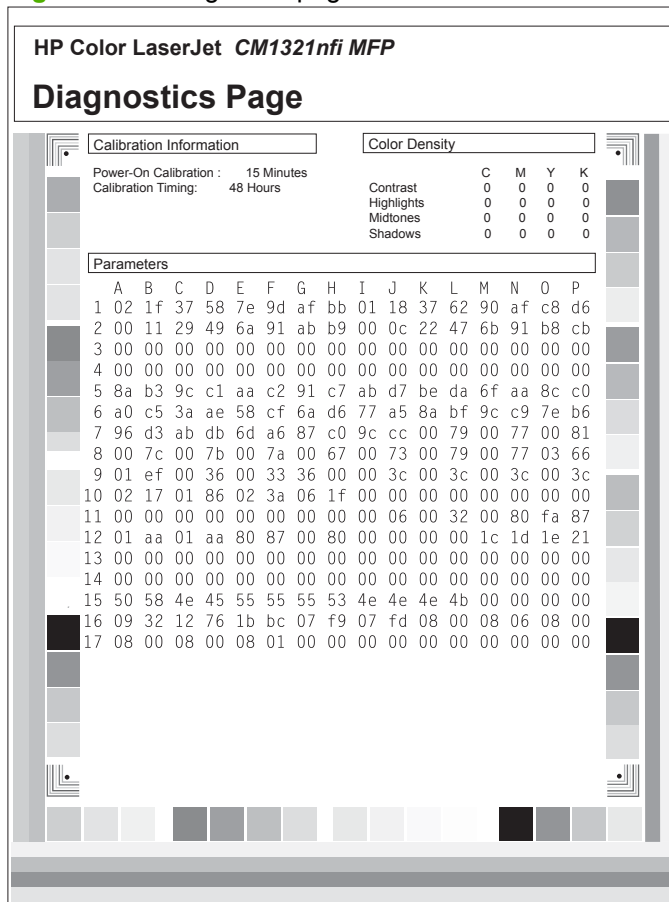 HP Color LaserJet CM1321nfi MFP
Diagnostics Page
Calibration Information
Power-On Calibration : 15 Minutes
Calibration Timing: 48 Hours
Color Density
C M Y K
Contrast 0 0 0 0
Highlights 0 0 0 0
Midtones 0 0 0 0
Shadows 0 0 0 0
Parameters
A B C D E F G H I J K L M N O P
1 02 1f 37 58 7e 9d af bb 01 18 37 62 90 af c8 d6
2 00 11 29 49 6a 91 ab b9 00 0c 22 47 6b 91 b8 cb
3 00 00 00 00 00 00 00 00 00 00 00 00 00 00 00 00
4 00 00 00 00 00 00 00 00 00 00 00 00 00 00 00 00
5 8a b3 9c c1 aa c2 91 c7 ab d7 be da 6f aa 8c c0
6 a0 c5 3a ae 58 cf 6a d6 77 a5 8a bf 9c c9 7e b6
7 96 d3 ab db 6d a6 87 c0 9c cc 00 79 00 77 00 81
8 00 7c 00 7b 00 7a 00 67 00 73 00 79 00 77 03 66
9 01 ef 00 36 00 33 36 00 00 3c 00 3c 00 3c 00 3c
10 02 17 01 86 02 3a 06 1f 00 00 00 00 00 00 00 00
11 00 00 00 00 00 00 00 00 00 06 00 32 00 80 fa 87
12 01 aa 01 aa 80 87 00 80 00 00 00 00 1c 1d 1e 21
13 00 00 00 00 00 00 00 00 00 00 00 00 00 00 00 00
14 00 00 00 00 00 00 00 00 00 00 00 00 00 00 00 00
15 50 58 4e 45 55 55 55 53 4e 4e 4e 4b 00 00 00 00
16 09 32 12 76 1b bc 07 f9 07 fd 08 00 08 06 08 00
17 08 00 08 00 08 01 00 00 00 00 00 00 00 00 00 00